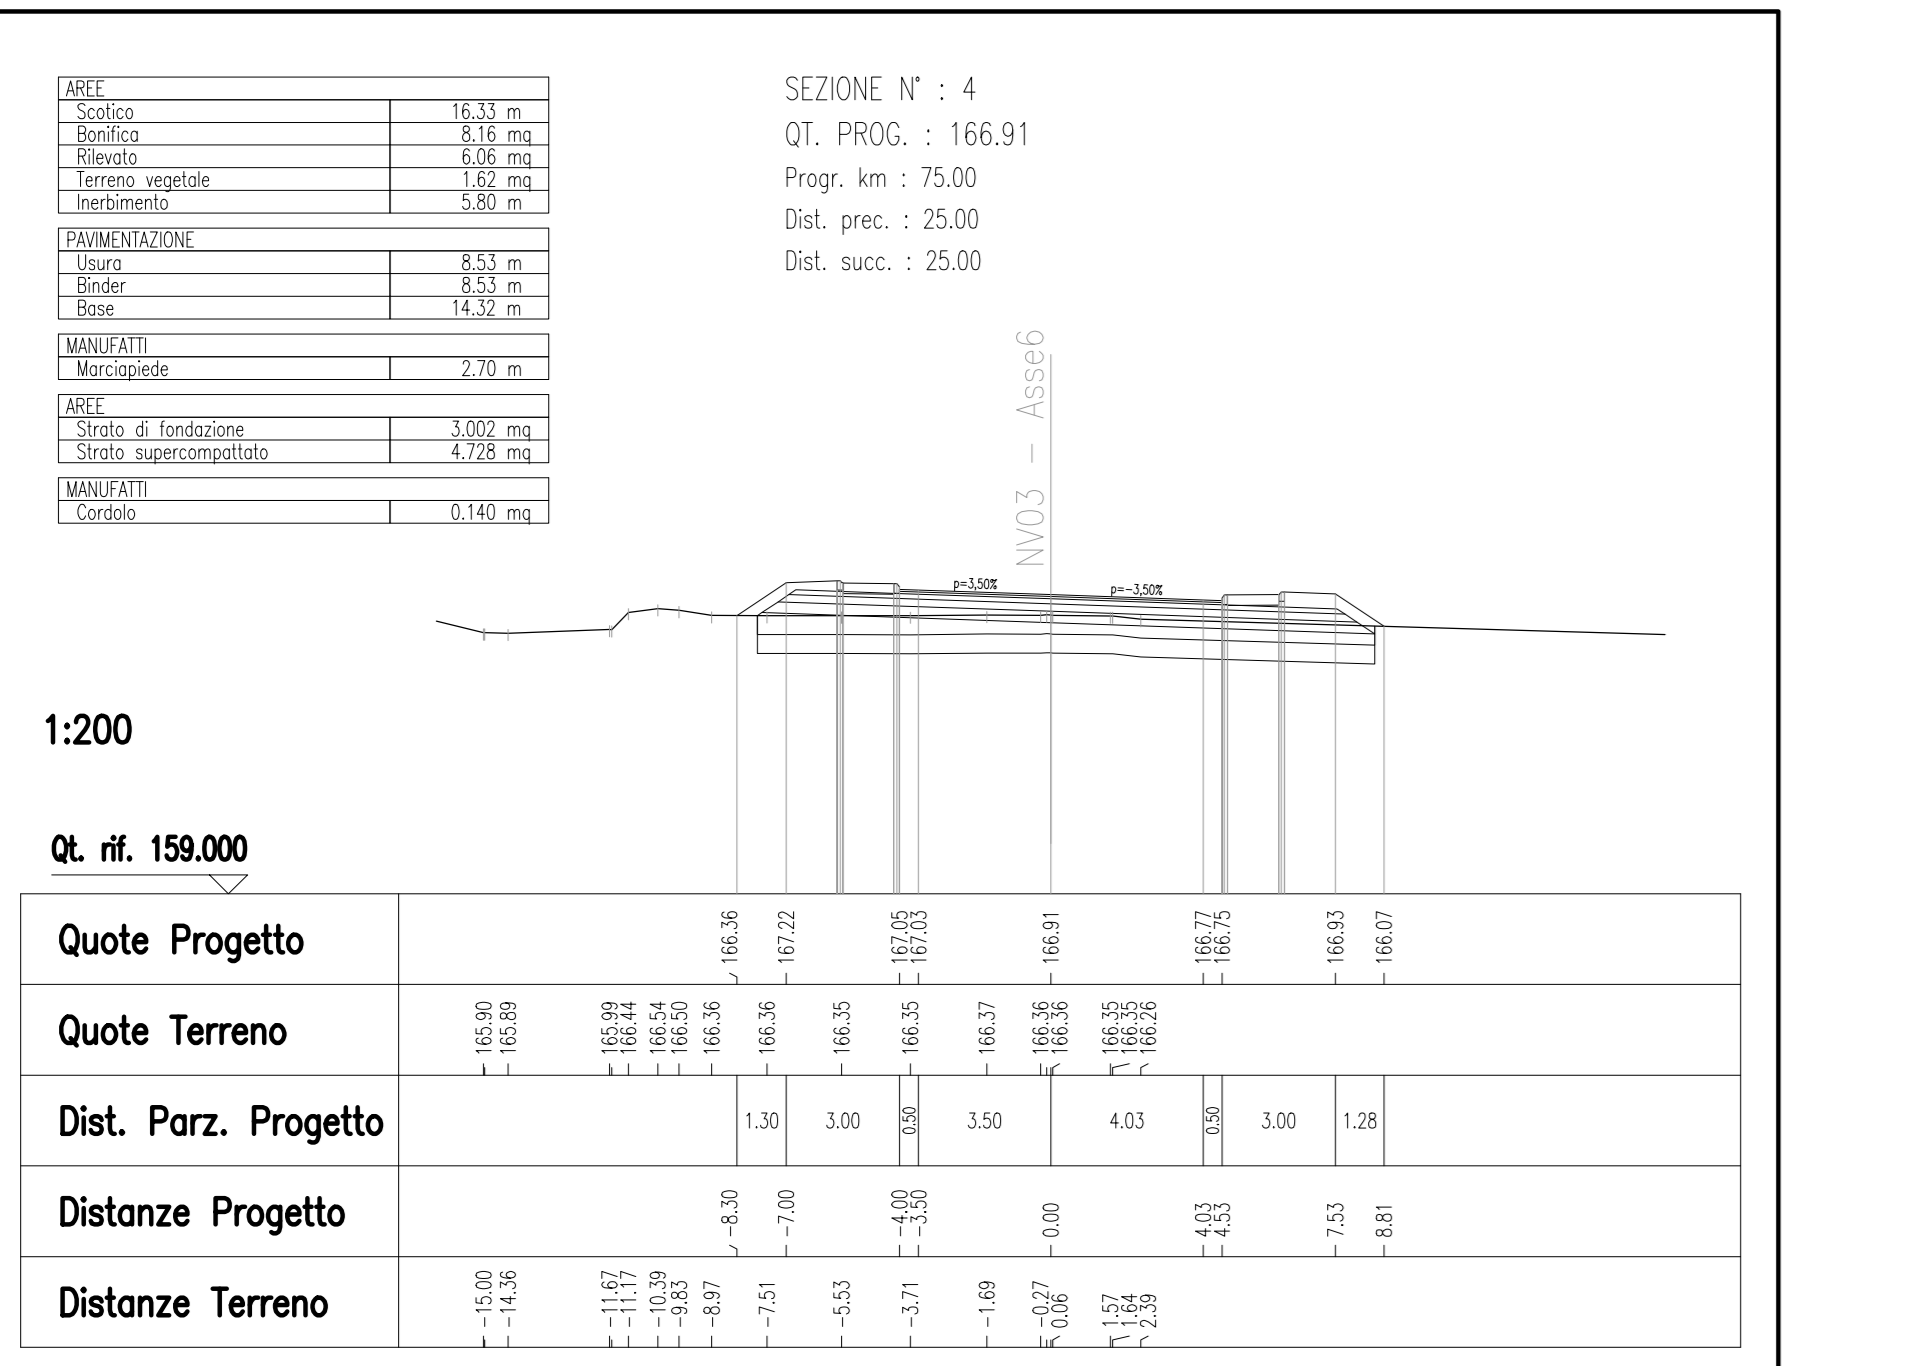 AREE
Scotico 16.33 m
Bonifica 8.16 mq
Rilevato 6.06 mq
Terreno vegetale 1.62 mq
Inerbimento 5.80 m
PAVIMENTAZIONE
Usura 8.53 m
Binder 8.53 m
Base 14.32 m
MANUFATTI
Marciapiede 2.70 m
AREE
Strato di fondazione 3.002 mq
Strato supercompattato 4.728 mq
MANUFATTI
Cordolo 0.140 mq
SEZIONE N° : 4
QT. PROG. : 166.91
Progr. km : 75.00
Dist. prec. : 25.00
Dist. succ. : 25.00
NV03 - Asse6
p=3,50%
p=-3,50%
1:200
Qt. rif. 159.000
Quote Progetto 166.36 167.22 167.05 167.03 166.91 166.77 166.75 166.93 166.07
Quote Terreno 165.90 165.89 165.99 166.44 166.54 166.50 166.36 166.36 166.35 166.35 166.37 166.36 166.36 166.35 166.35 166.26
Dist. Parz. Progetto 1.30 3.00 0.50 3.50 4.03 0.50 3.00 1.28
Distanze Progetto -8.30 -7.00 -4.00 -3.50 0.00 4.03 4.53 7.53 8.81
Distanze Terreno -15.00 -14.36 -11.67 -11.17 -10.39 -9.83 -8.97 -7.51 -5.53 -3.71 -1.69 -0.27 0.06 1.57 1.64 2.39